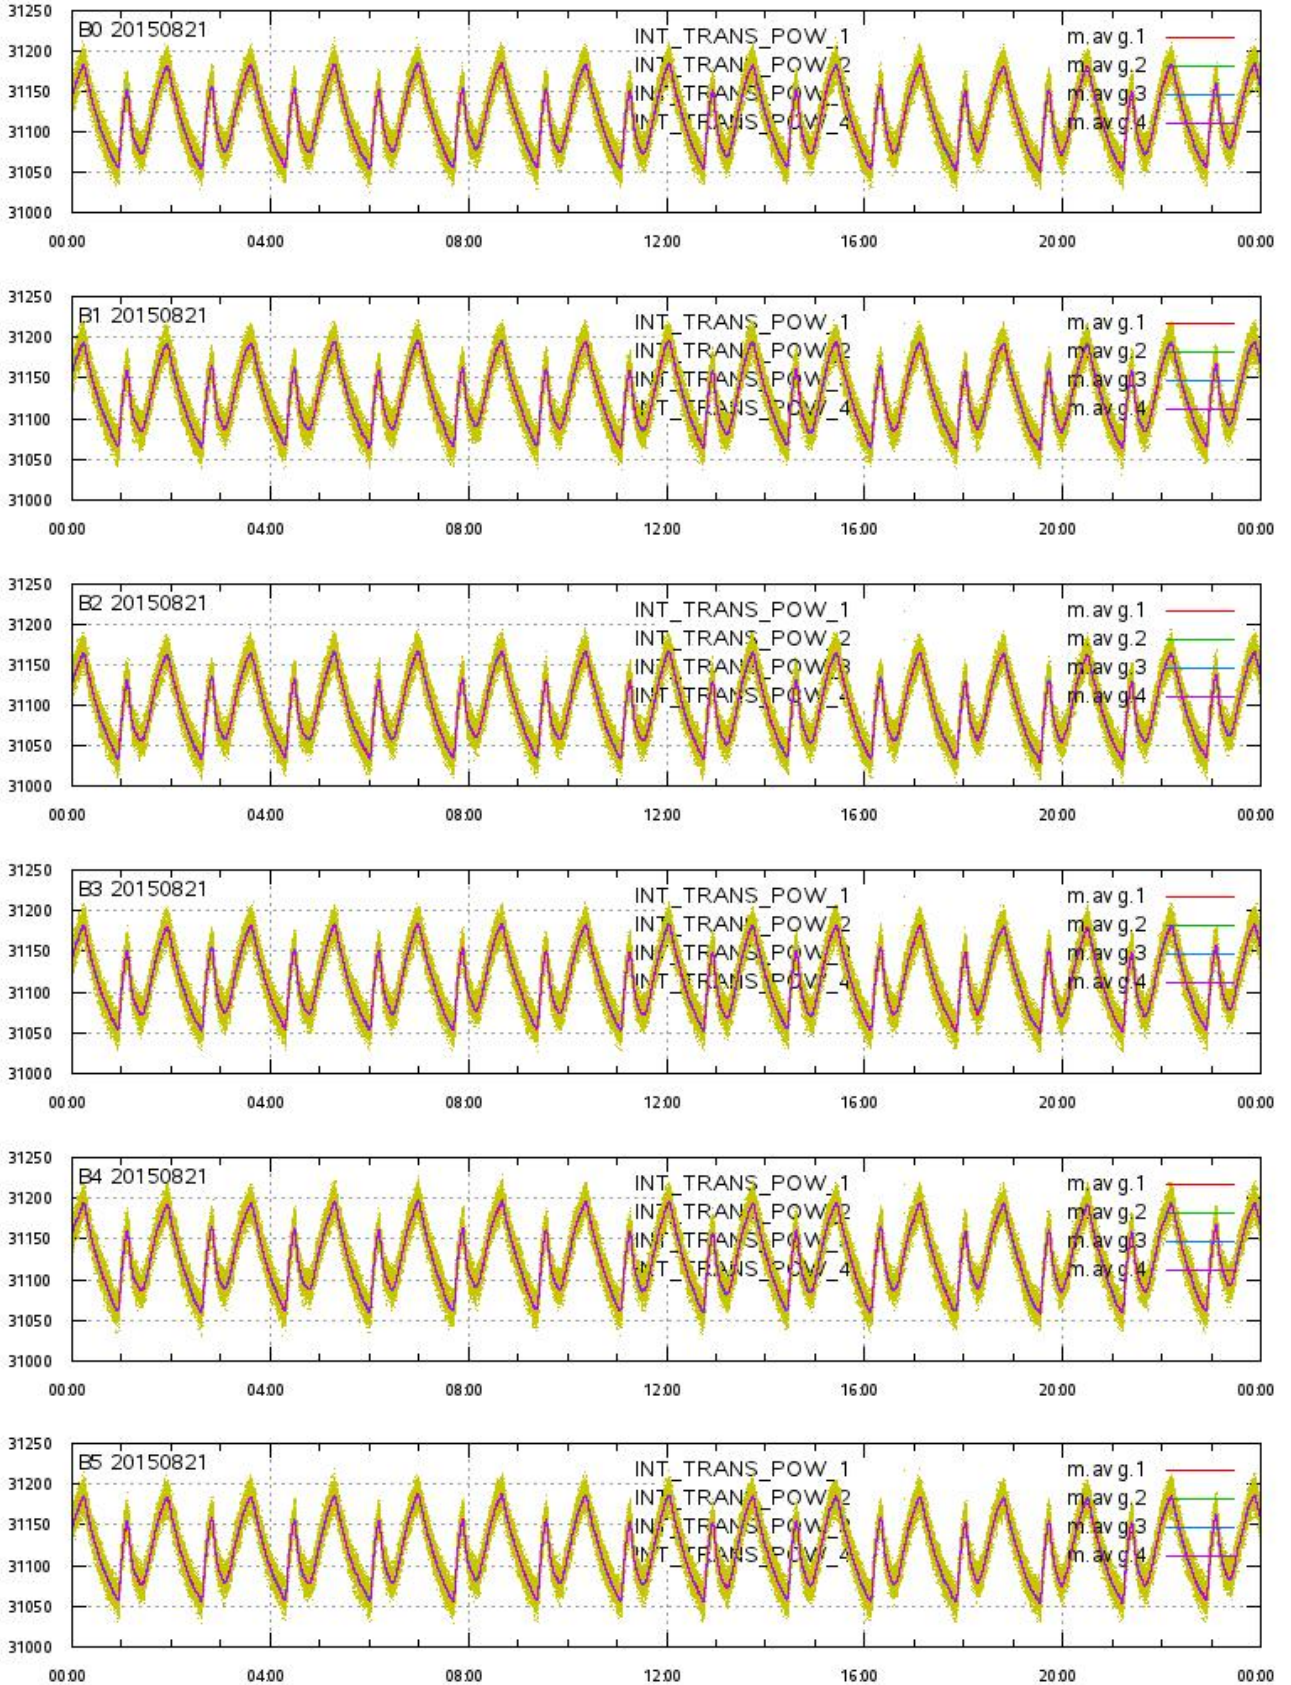 31250
B0 20150821 INT_TRANS_POW_1 m.avg.1
31200
INT_TRANS_POW_2 m.avg.2
31150
INT_TRANS_POW_3 m.avg.3
31100
INT_TRANS_POW_4 m.avg.4
31050
31000
00:00 04:00 08:00 12:00 16:00 20:00 00:00
31250
B1 20150821 INT_TRANS_POW_1 m.avg.1
31200
INT_TRANS_POW_2 m.avg.2
31150
INT_TRANS_POW_3 m.avg.3
31100
INT_TRANS_POW_4 m.avg.4
31050
31000
00:00 04:00 08:00 12:00 16:00 20:00 00:00
31250
B2 20150821 INT_TRANS_POW_1 m.avg.1
31200
INT_TRANS_POW_2 m.avg.2
31150
INT_TRANS_POW_3 m.avg.3
31100
INT_TRANS_POW_4 m.avg.4
31050
31000
00:00 04:00 08:00 12:00 16:00 20:00 00:00
31250
B3 20150821 INT_TRANS_POW_1 m.avg.1
31200
INT_TRANS_POW_2 m.avg.2
31150
INT_TRANS_POW_3 m.avg.3
31100
INT_TRANS_POW_4 m.avg.4
31050
31000
00:00 04:00 08:00 12:00 16:00 20:00 00:00
31250
B4 20150821 INT_TRANS_POW_1 m.avg.1
31200
INT_TRANS_POW_2 m.avg.2
31150
INT_TRANS_POW_3 m.avg.3
31100
INT_TRANS_POW_4 m.avg.4
31050
31000
00:00 04:00 08:00 12:00 16:00 20:00 00:00
31250
B5 20150821 INT_TRANS_POW_1 m.avg.1
31200
INT_TRANS_POW_2 m.avg.2
31150
INT_TRANS_POW_3 m.avg.3
31100
INT_TRANS_POW_4 m.avg.4
31050
31000
00:00 04:00 08:00 12:00 16:00 20:00 00:00